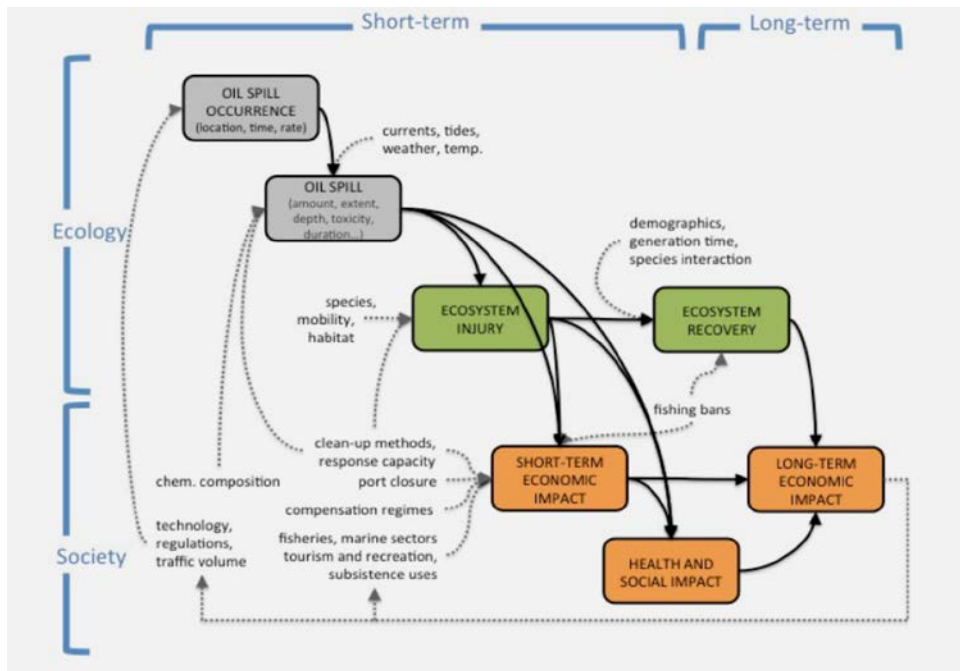 Short-term
Long-term
Ecology
Society
OIL SPILL
OCCURRENCE
(location, time, rate)
currents, tides,
weather, temp.
OIL SPILL
(amount, extent,
depth, toxicity,
duration...)
demographics,
generation time,
species interaction
species,
mobility,
habitat
ECOSYSTEM
INJURY
ECOSYSTEM
RECOVERY
fishing bans
clean-up methods,
response capacity
port closure
chem. composition
compensation regimes
SHORT-TERM
ECONOMIC
IMPACT
LONG-TERM
ECONOMIC
IMPACT
technology,
regulations,
traffic volume
fisheries, marine sectors
tourism and recreation,
subsistence uses
HEALTH AND
SOCIAL IMPACT